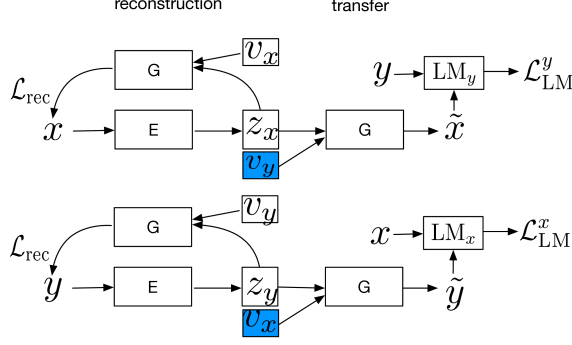 reconstruction transfer
G v_x y LM_y ℒ^y_LM
ℒ_rec
x E z_x G x̃
v_y
G v_y x LM_x ℒ^x_LM
ℒ_rec
y E z_y G ỹ
v_x